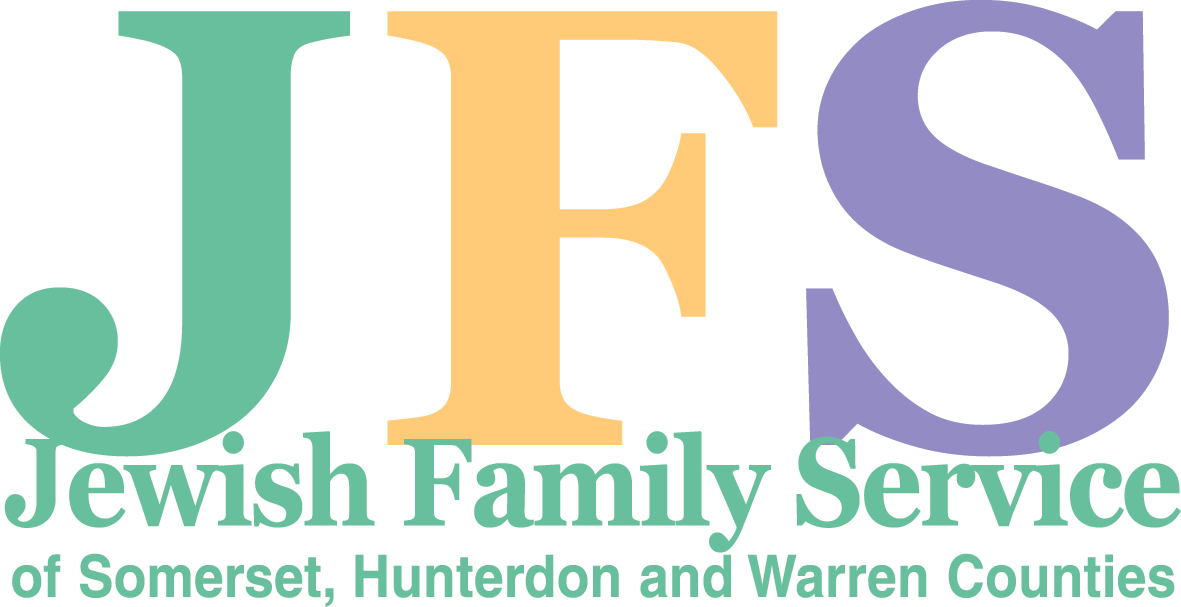 JFS
Jewish Family Service
of Somerset, Hunterdon and Warren Counties